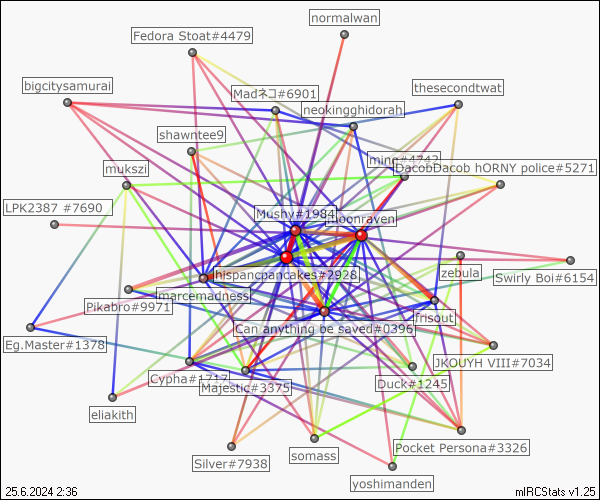 normalwan
Fedora Stoat#4479
bigcitysamurai
Madネコ#6901
thesecondtwat
neokingghidorah
shawntee9
mino#4742
DacobDacob hORNY police#5271
mukszi
LPK2387 #7690
Mushy#1984
moonraven
hispancpancakes#2928
zebula
Swirly Boi#6154
marcemadnessi
Pikabro#9971
frisout
Can anything be saved#0396
Eg.Master#1378
JKOUYH VIII#7034
Cypha#1717
Majestic#3375
Duck#1245
eliakith
Pocket Persona#3326
somass
Silver#7938
yoshimanden
25.6.2024 2:36
mIRCStats v1.25